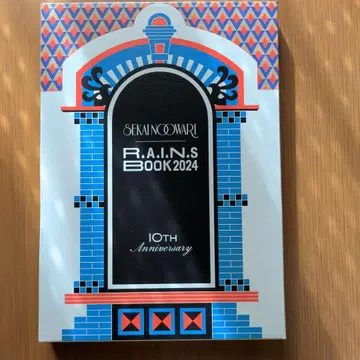 SEKAI NO OWARI
R.A.I.N.S
BOOK 2024
10TH
Anniversary